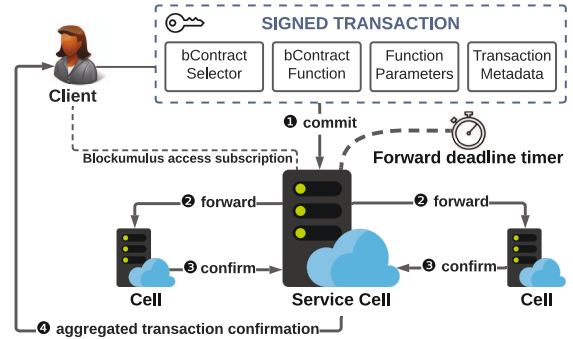 SIGNED TRANSACTION
bContract
Selector
bContract
Function
Function
Parameters
Transaction
Metadata
Client
❶ commit
Blockumulus access subscription
Forward deadline timer
❷ forward
❷ forward
❸ confirm
❸ confirm
Cell
Service Cell
Cell
❹ aggregated transaction confirmation